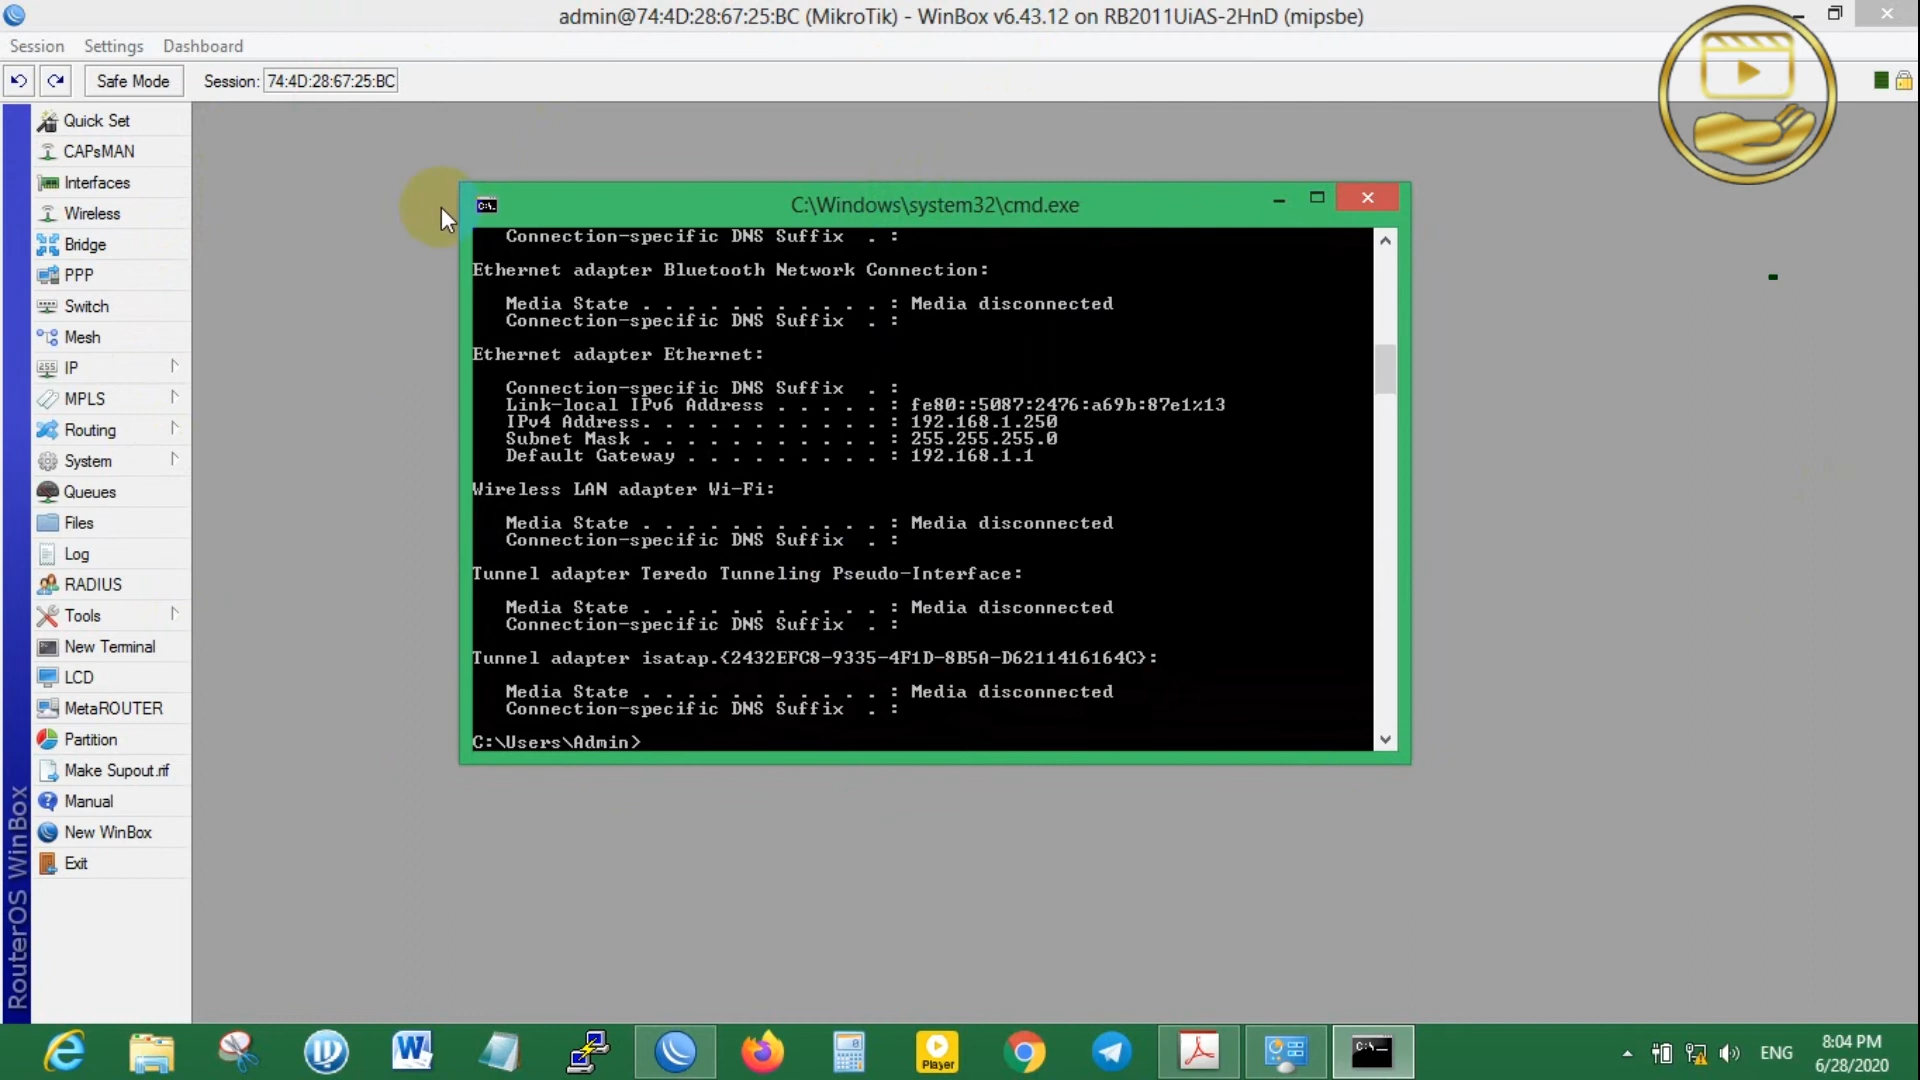 admin@74:4D:28:67:25:BC (MikroTik) - WinBox v6.43.12 on RB2011UiAS-2HnD (mipsbe)
Session Settings Dashboard
Safe Mode Session: 74:4D:28:67:25:BC
Quick Set
CAPsMAN
Interfaces
Wireless
Bridge
PPP
Switch
Mesh
255 IP
MPLS
Routing
System
Queues
Files
Log
RADIUS
Tools
New Terminal
LCD
MetaROUTER
Partition
Make Supout.rif
Manual
New WinBox
Exit
RouterOS WinBox
C:\Windows\system32\cmd.exe
Connection-specific DNS Suffix . :
Ethernet adapter Bluetooth Network Connection:
Media State . . . . . . . . . . . : Media disconnected
Connection-specific DNS Suffix . :
Ethernet adapter Ethernet:
Connection-specific DNS Suffix . :
Link-local IPv6 Address . . . . . : fe80::5087:2476:a69b:87e1%13
IPv4 Address. . . . . . . . . . . : 192.168.1.250
Subnet Mask . . . . . . . . . . . : 255.255.255.0
Default Gateway . . . . . . . . . : 192.168.1.1
Wireless LAN adapter Wi-Fi:
Media State . . . . . . . . . . . : Media disconnected
Connection-specific DNS Suffix . :
Tunnel adapter Teredo Tunneling Pseudo-Interface:
Media State . . . . . . . . . . . : Media disconnected
Connection-specific DNS Suffix . :
Tunnel adapter isatap.{2432EFC8-9335-4F1D-8B5A-D6211416164C}:
Media State . . . . . . . . . . . : Media disconnected
Connection-specific DNS Suffix . :
C:\Users\Admin>
Player
ENG
8:04 PM
6/28/2020